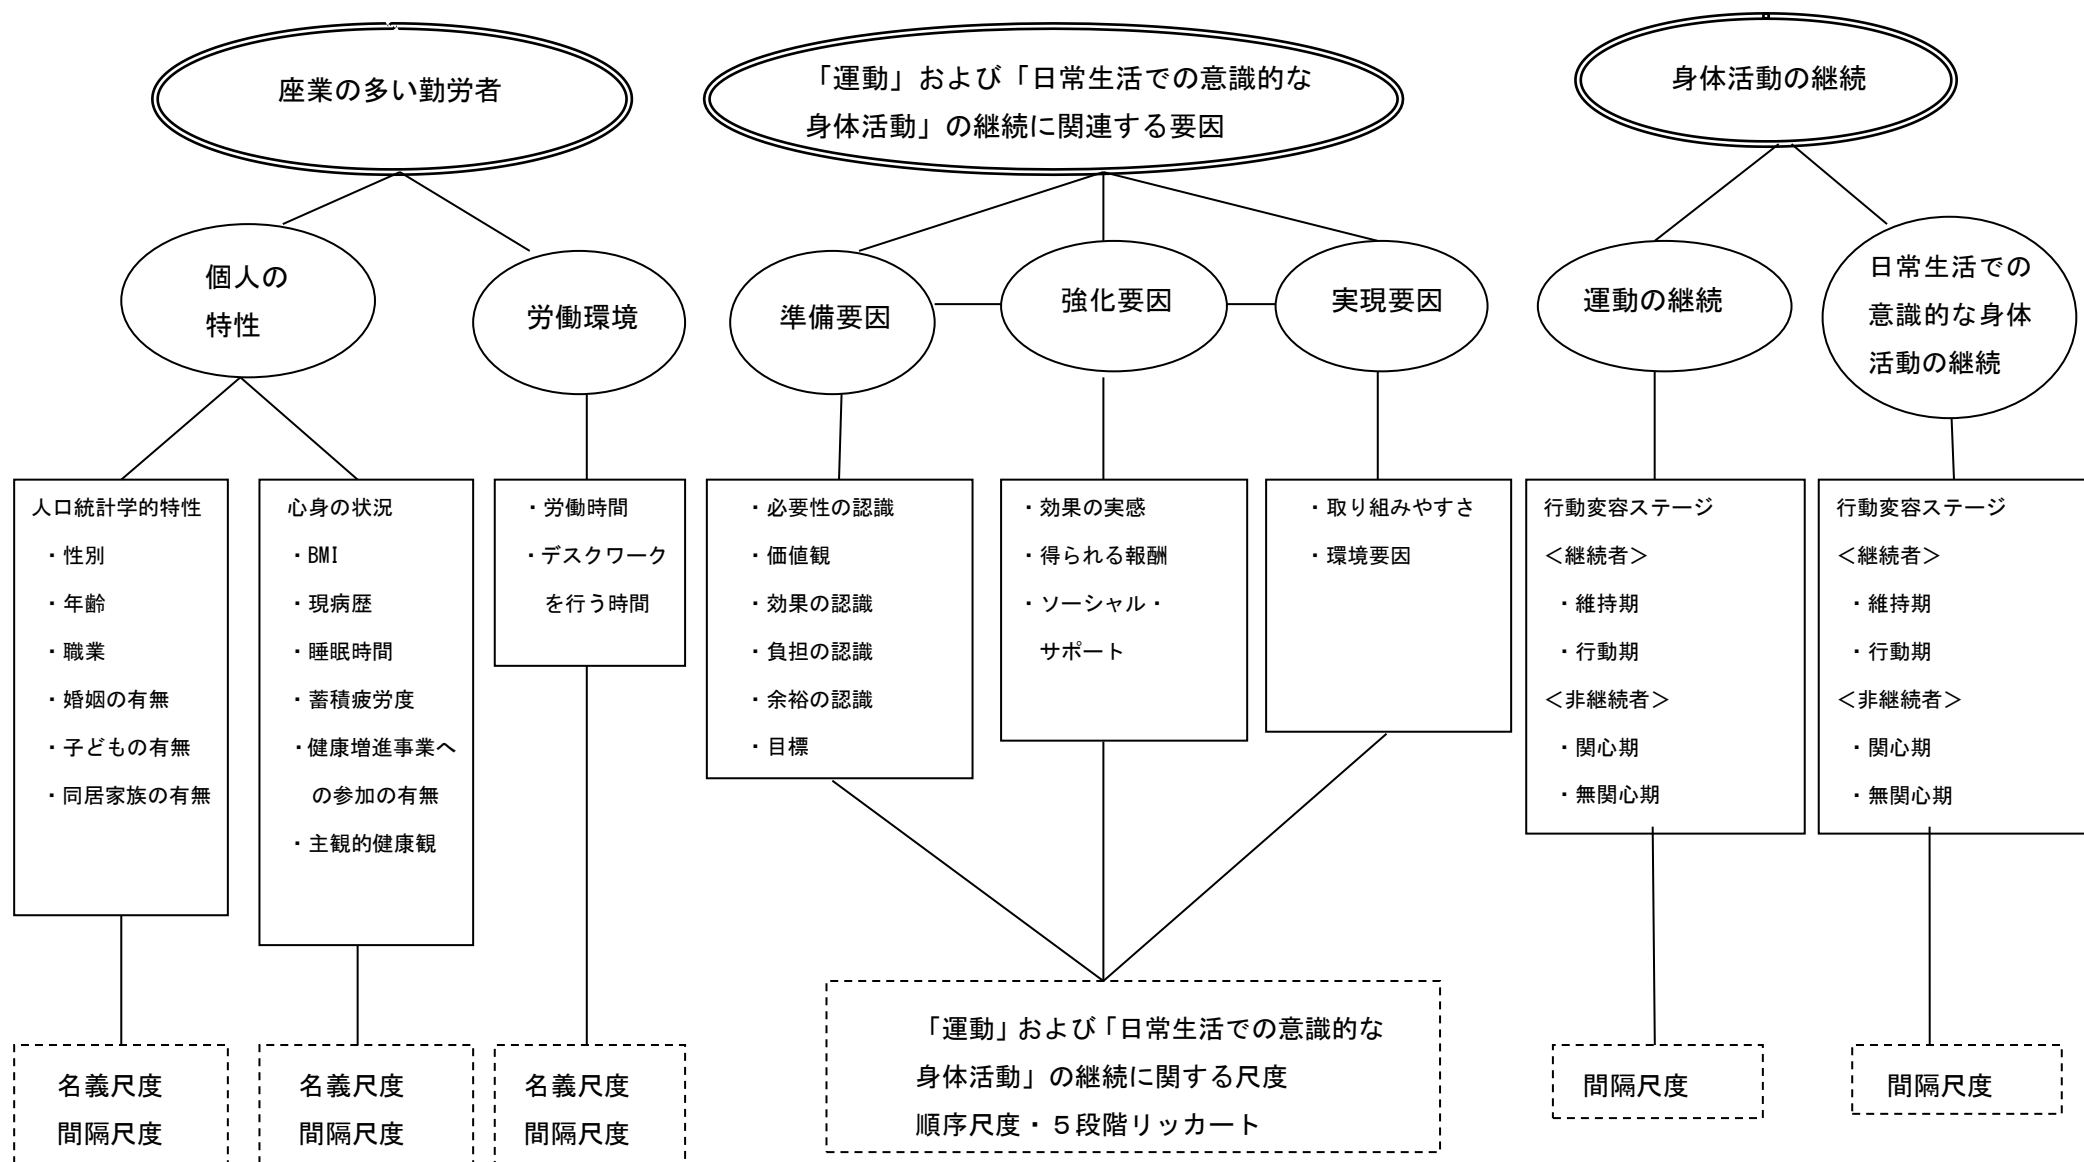 座業の多い勤労者
「運動」および「日常生活での意識的な
身体活動」の継続に関連する要因
身体活動の継続
個人の
特性
労働環境
準備要因
強化要因
実現要因
運動の継続
日常生活での
意識的な身体
活動の継続
人口統計学的特性
・性別
・年齢
・職業
・婚姻の有無
・子どもの有無
・同居家族の有無
心身の状況
・BMI
・現病歴
・睡眠時間
・蓄積疲労度
・健康増進事業へ
の参加の有無
・主観的健康観
・労働時間
・デスクワーク
を行う時間
・必要性の認識
・価値観
・効果の認識
・負担の認識
・余裕の認識
・目標
・効果の実感
・得られる報酬
・ソーシャル・
サポート
・取り組みやすさ
・環境要因
行動変容ステージ
＜継続者＞
・維持期
・行動期
＜非継続者＞
・関心期
・無関心期
行動変容ステージ
＜継続者＞
・維持期
・行動期
＜非継続者＞
・関心期
・無関心期
名義尺度
間隔尺度
名義尺度
間隔尺度
名義尺度
間隔尺度
「運動」および「日常生活での意識的な
身体活動」の継続に関する尺度
順序尺度・５段階リッカート
間隔尺度
間隔尺度